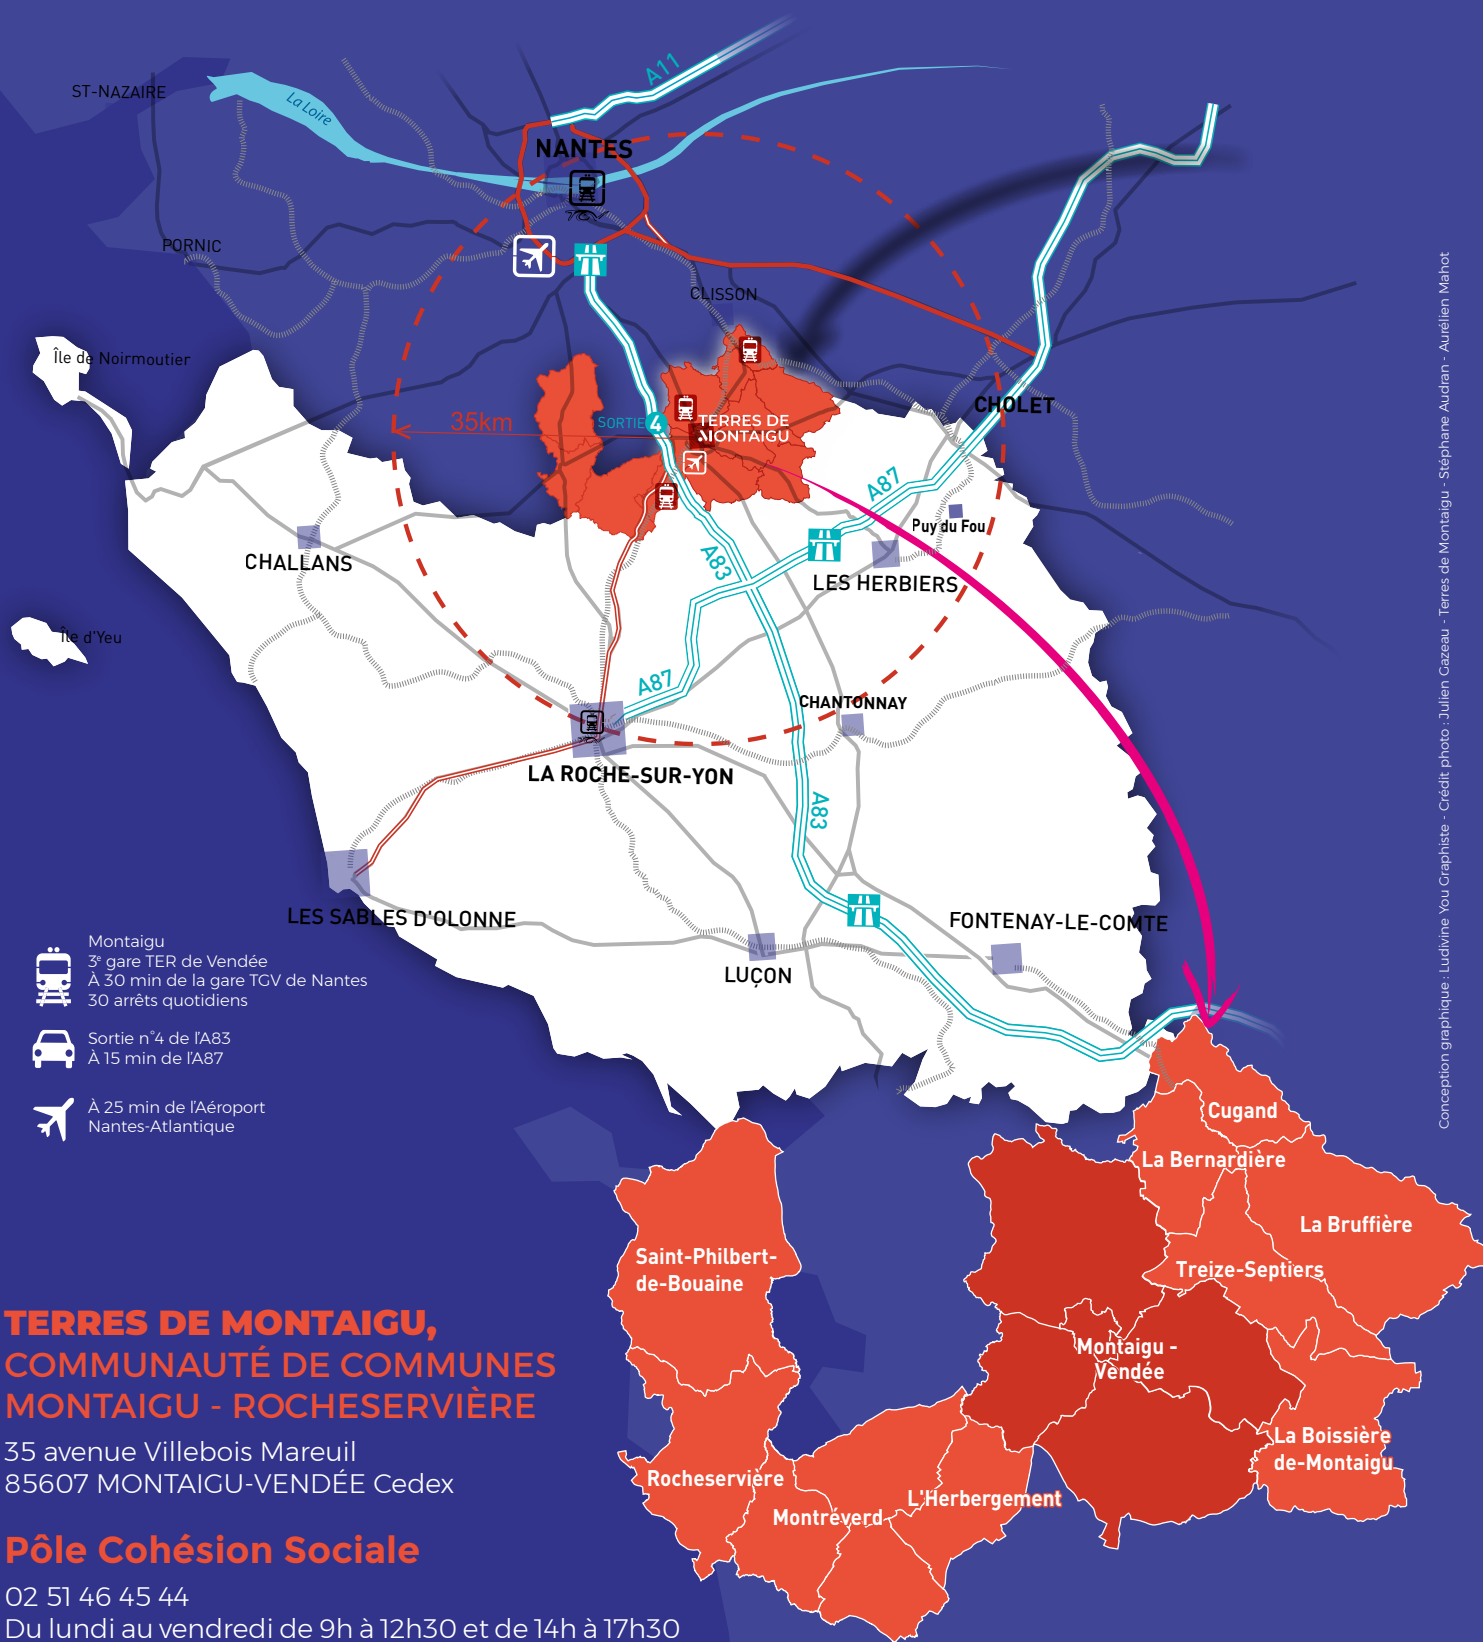 A11
ST-NAZAIRE
La Loire
NANTES
TGV
PORNIC
CLISSON
Île de Noirmoutier
CHOLET
35km
SORTIE 4
TERRES DE
MONTAIGU
A87
Puy du Fou
CHALLANS
A83
LES HERBIERS
Île d'Yeu
A87
CHANTONNAY
LA ROCHE-SUR-YON
A83
LES SABLES D'OLONNE
FONTENAY-LE-COMTE
LUÇON
Montaigu
3e gare TER de Vendée
À 30 min de la gare TGV de Nantes
30 arrêts quotidiens
Sortie n°4 de l'A83
À 15 min de l'A87
À 25 min de l'Aéroport
Nantes-Atlantique
Cugand
La Bernardière
La Bruffière
Saint-Philbert-
de-Bouaine
Treize-Septiers
Montaigu -
Vendée
La Boissière
de-Montaigu
Rocheservière
L'Herbergement
Montréverd
TERRES DE MONTAIGU,
COMMUNAUTÉ DE COMMUNES
MONTAIGU - ROCHESERVIÈRE
35 avenue Villebois Mareuil
85607 MONTAIGU-VENDÉE Cedex
Pôle Cohésion Sociale
02 51 46 45 44
Du lundi au vendredi de 9h à 12h30 et de 14h à 17h30
Conception graphique : Ludivine You Graphiste - Crédit photo : Julien Gazeau - Terres de Montaigu - Stéphane Audran - Aurélien Mahot